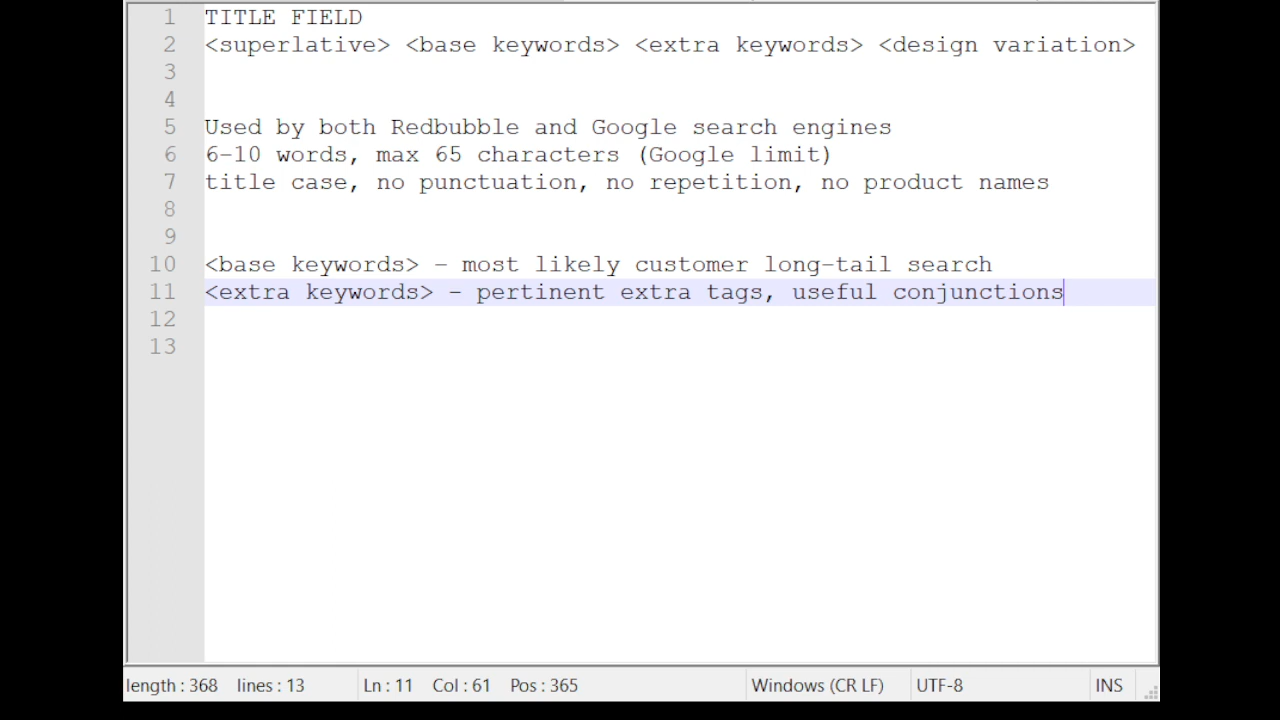 1 TITLE FIELD
2 <superlative> <base keywords> <extra keywords> <design variation>
3
4
5 Used by both Redbubble and Google search engines
6 6-10 words, max 65 characters (Google limit)
7 title case, no punctuation, no repetition, no product names
8
9
10 <base keywords> - most likely customer long-tail search
11 <extra keywords> - pertinent extra tags, useful conjunctions
12
13
length : 368 lines : 13 Ln : 11 Col : 61 Pos : 365 Windows (CR LF) UTF-8 INS